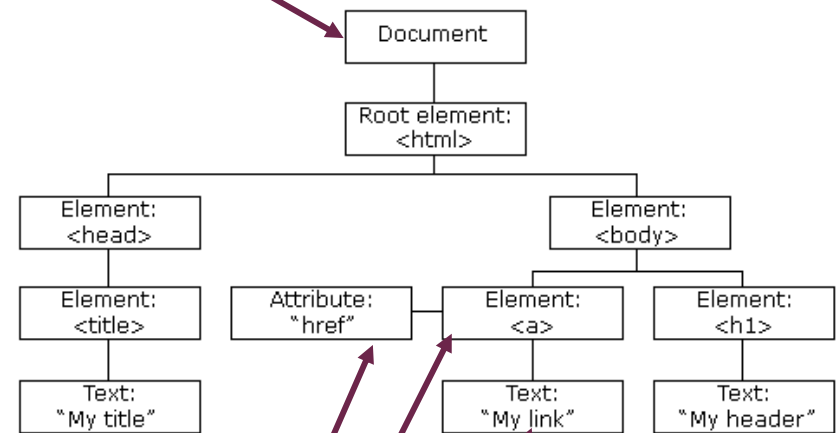 Document
Root element:
<html>
Element:
<head>
Element:
<body>
Element:
<title>
Attribute:
"href"
Element:
<a>
Element:
<h1>
Text:
"My title"
Text:
"My link"
Text:
"My header"